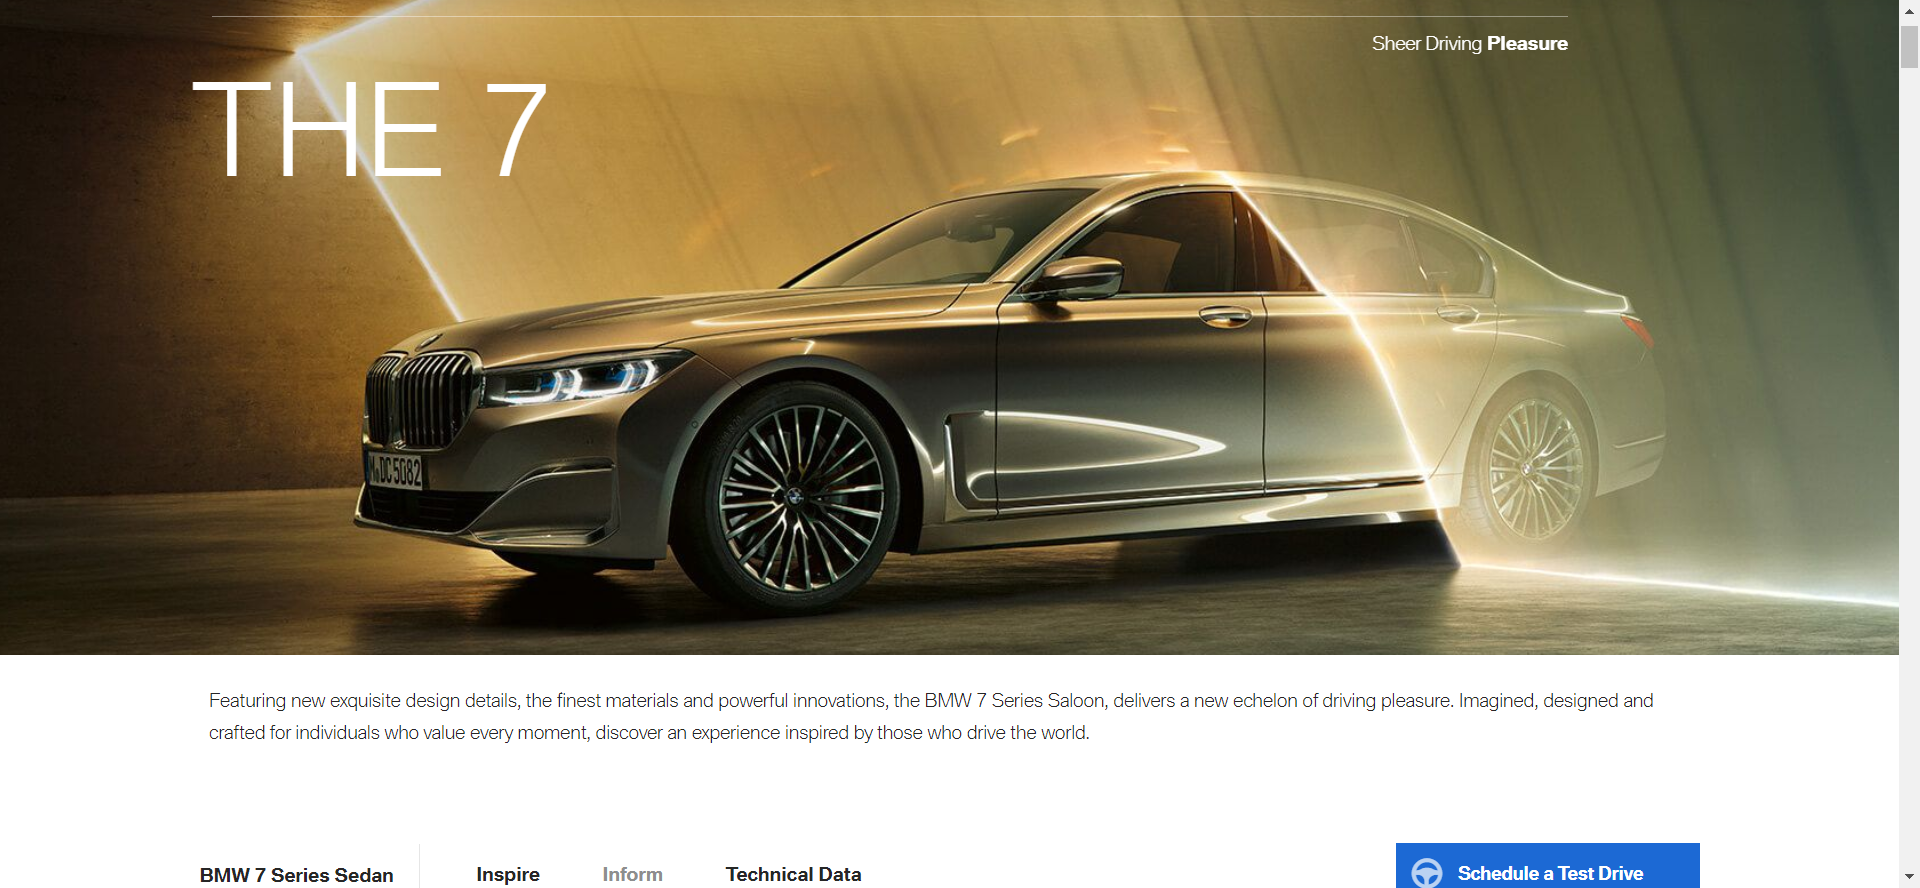 Sheer Driving Pleasure
THE 7
M DC 5082
Featuring new exquisite design details, the finest materials and powerful innovations, the BMW 7 Series Saloon, delivers a new echelon of driving pleasure. Imagined, designed and
crafted for individuals who value every moment, discover an experience inspired by those who drive the world.
BMW 7 Series Sedan
Inspire
Inform
Technical Data
Schedule a Test Drive